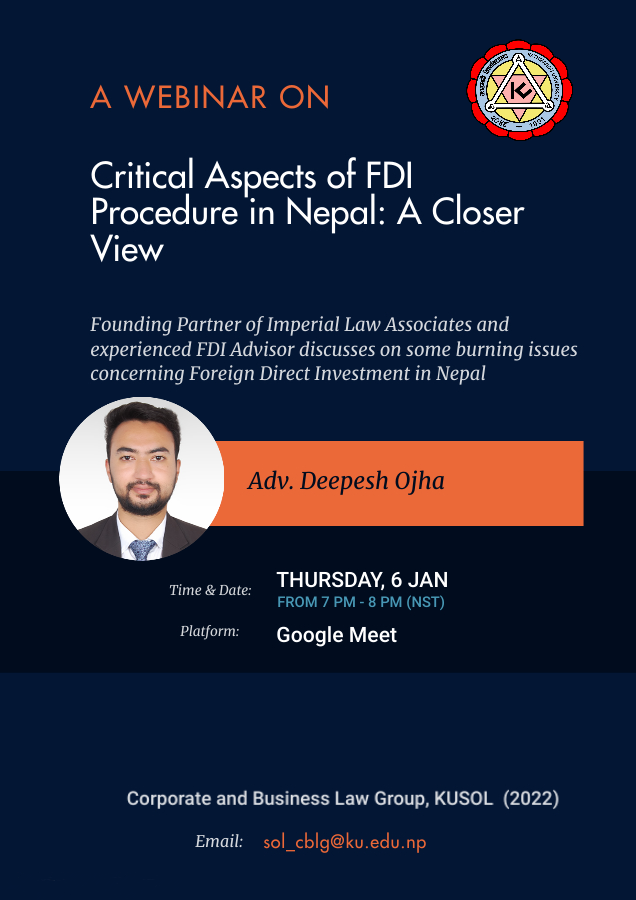 A WEBINAR ON
Critical Aspects of FDI
Procedure in Nepal: A Closer
View
Founding Partner of Imperial Law Associates and
experienced FDI Advisor discusses on some burning issues
concerning Foreign Direct Investment in Nepal
Adv. Deepesh Ojha
Time & Date: THURSDAY, 6 JAN
FROM 7 PM - 8 PM (NST)
Platform: Google Meet
Corporate and Business Law Group, KUSOL (2022)
Email: sol_cblg@ku.edu.np